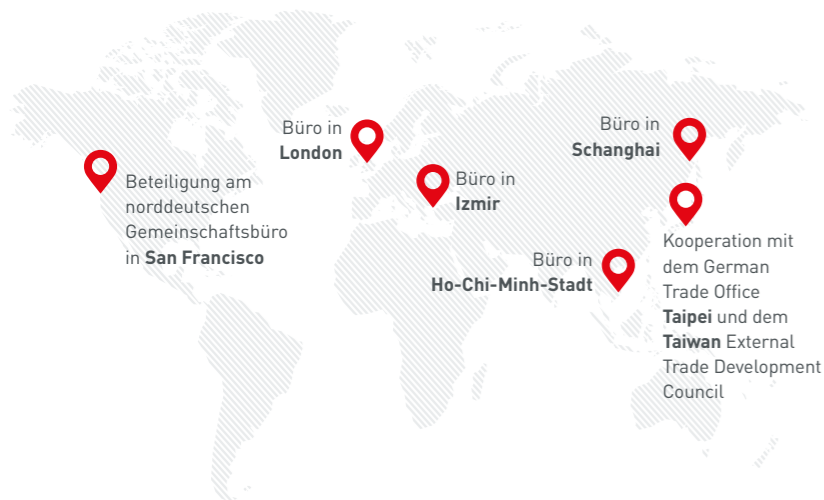 Beteiligung am
norddeutschen
Gemeinschaftsbüro
in San Francisco
Büro in
London
Büro in
Izmir
Büro in
Ho-Chi-Minh-Stadt
Büro in
Schanghai
Kooperation mit
dem German
Trade Office
Taipei und dem
Taiwan External
Trade Development
Council